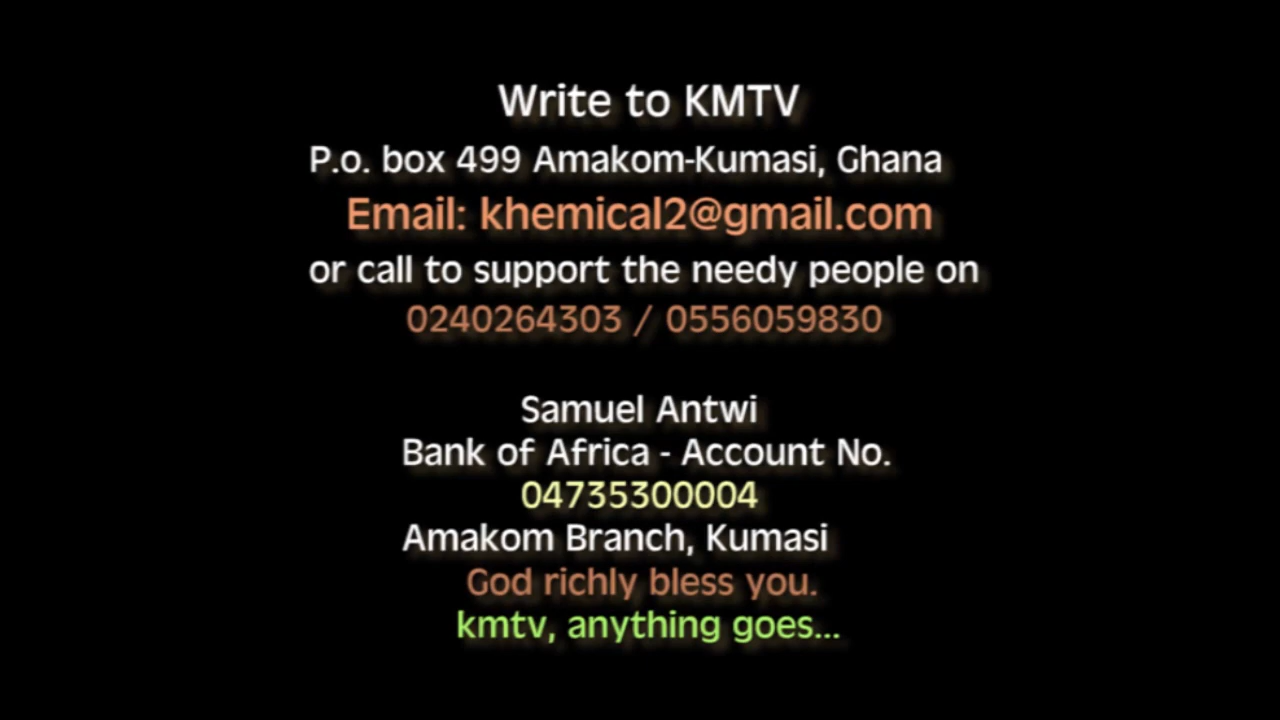 Write to KMTV
P.o. box 499 Amakom-Kumasi, Ghana
Email: khemical2@gmail.com
or call to support the needy people on
0240264303 / 0556059830
Samuel Antwi
Bank of Africa - Account No.
04735300004
Amakom Branch, Kumasi
God richly bless you.
kmtv, anything goes...